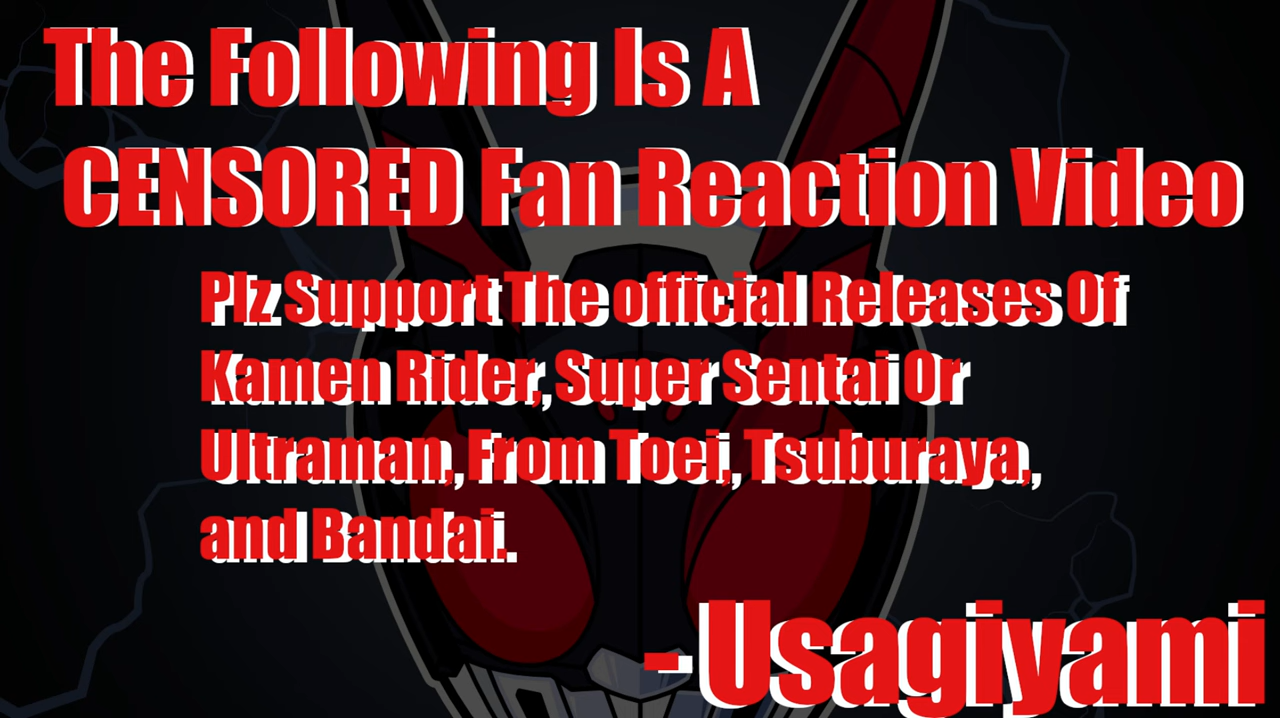 The Following Is A
CENSORED Fan Reaction Video
Plz Support The official Releases Of
Kamen Rider, Super Sentai Or
Ultraman, From Toei, Tsuburaya,
and Bandai.
-Usagiyami